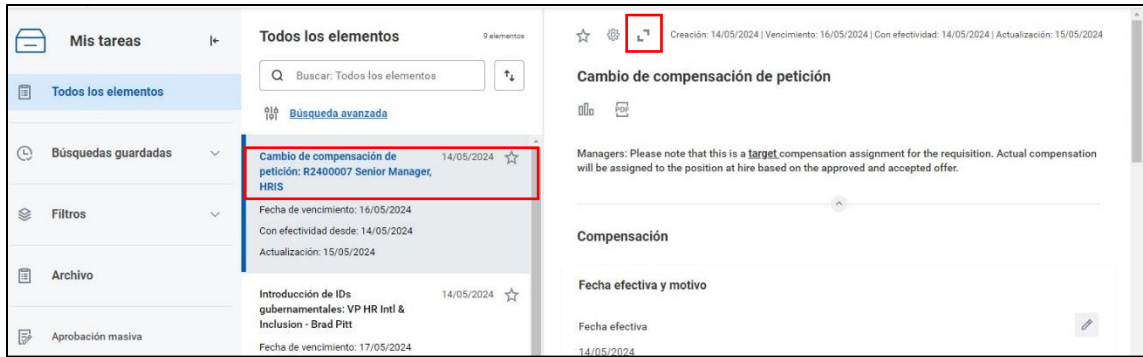 Mis tareas
Todos los elementos
Búsquedas guardadas
Filtros
Archivo
Aprobación masiva
Todos los elementos
9 elementos
Buscar: Todos los elementos
Búsqueda avanzada
Cambio de compensación de
petición: R2400007 Senior Manager,
HRIS
14/05/2024
Fecha de vencimiento: 16/05/2024
Con efectividad desde: 14/05/2024
Actualización: 15/05/2024
Introducción de IDs
gubernamentales: VP HR Intl &
Inclusion - Brad Pitt
14/05/2024
Fecha de vencimiento: 17/05/2024
Creación: 14/05/2024 | Vencimiento: 16/05/2024 | Con efectividad: 14/05/2024 | Actualización: 15/05/2024
Cambio de compensación de petición
PDF
Managers: Please note that this is a target compensation assignment for the requisition. Actual compensation
will be assigned to the position at hire based on the approved and accepted offer.
Compensación
Fecha efectiva y motivo
Fecha efectiva
14/05/2024